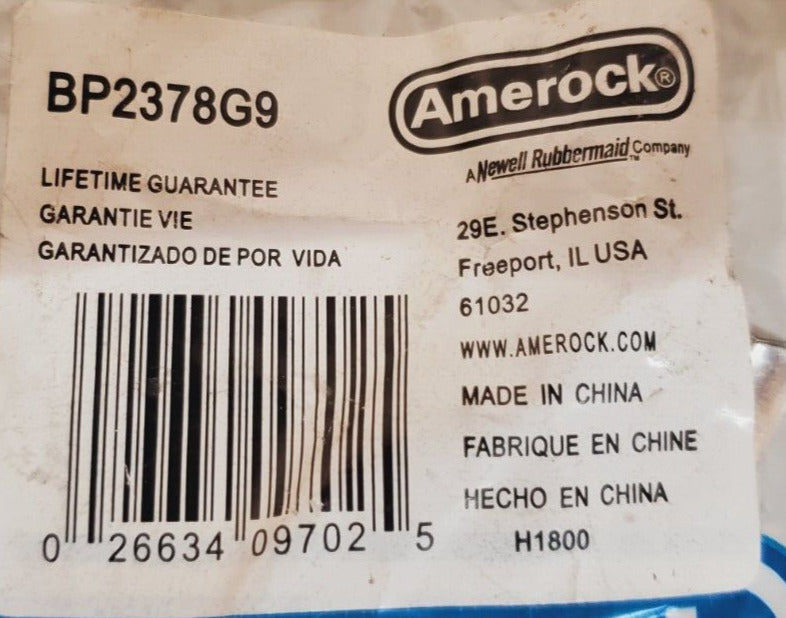 BP2378G9
LIFETIME GUARANTEE
GARANTIE VIE
GARANTIZADO DE POR VIDA
0 26634 09702 5
Amerock®
A Newell Rubbermaid™ Company
29E. Stephenson St.
Freeport, IL USA
61032
WWW.AMEROCK.COM
MADE IN CHINA
FABRIQUE EN CHINE
HECHO EN CHINA
H1800